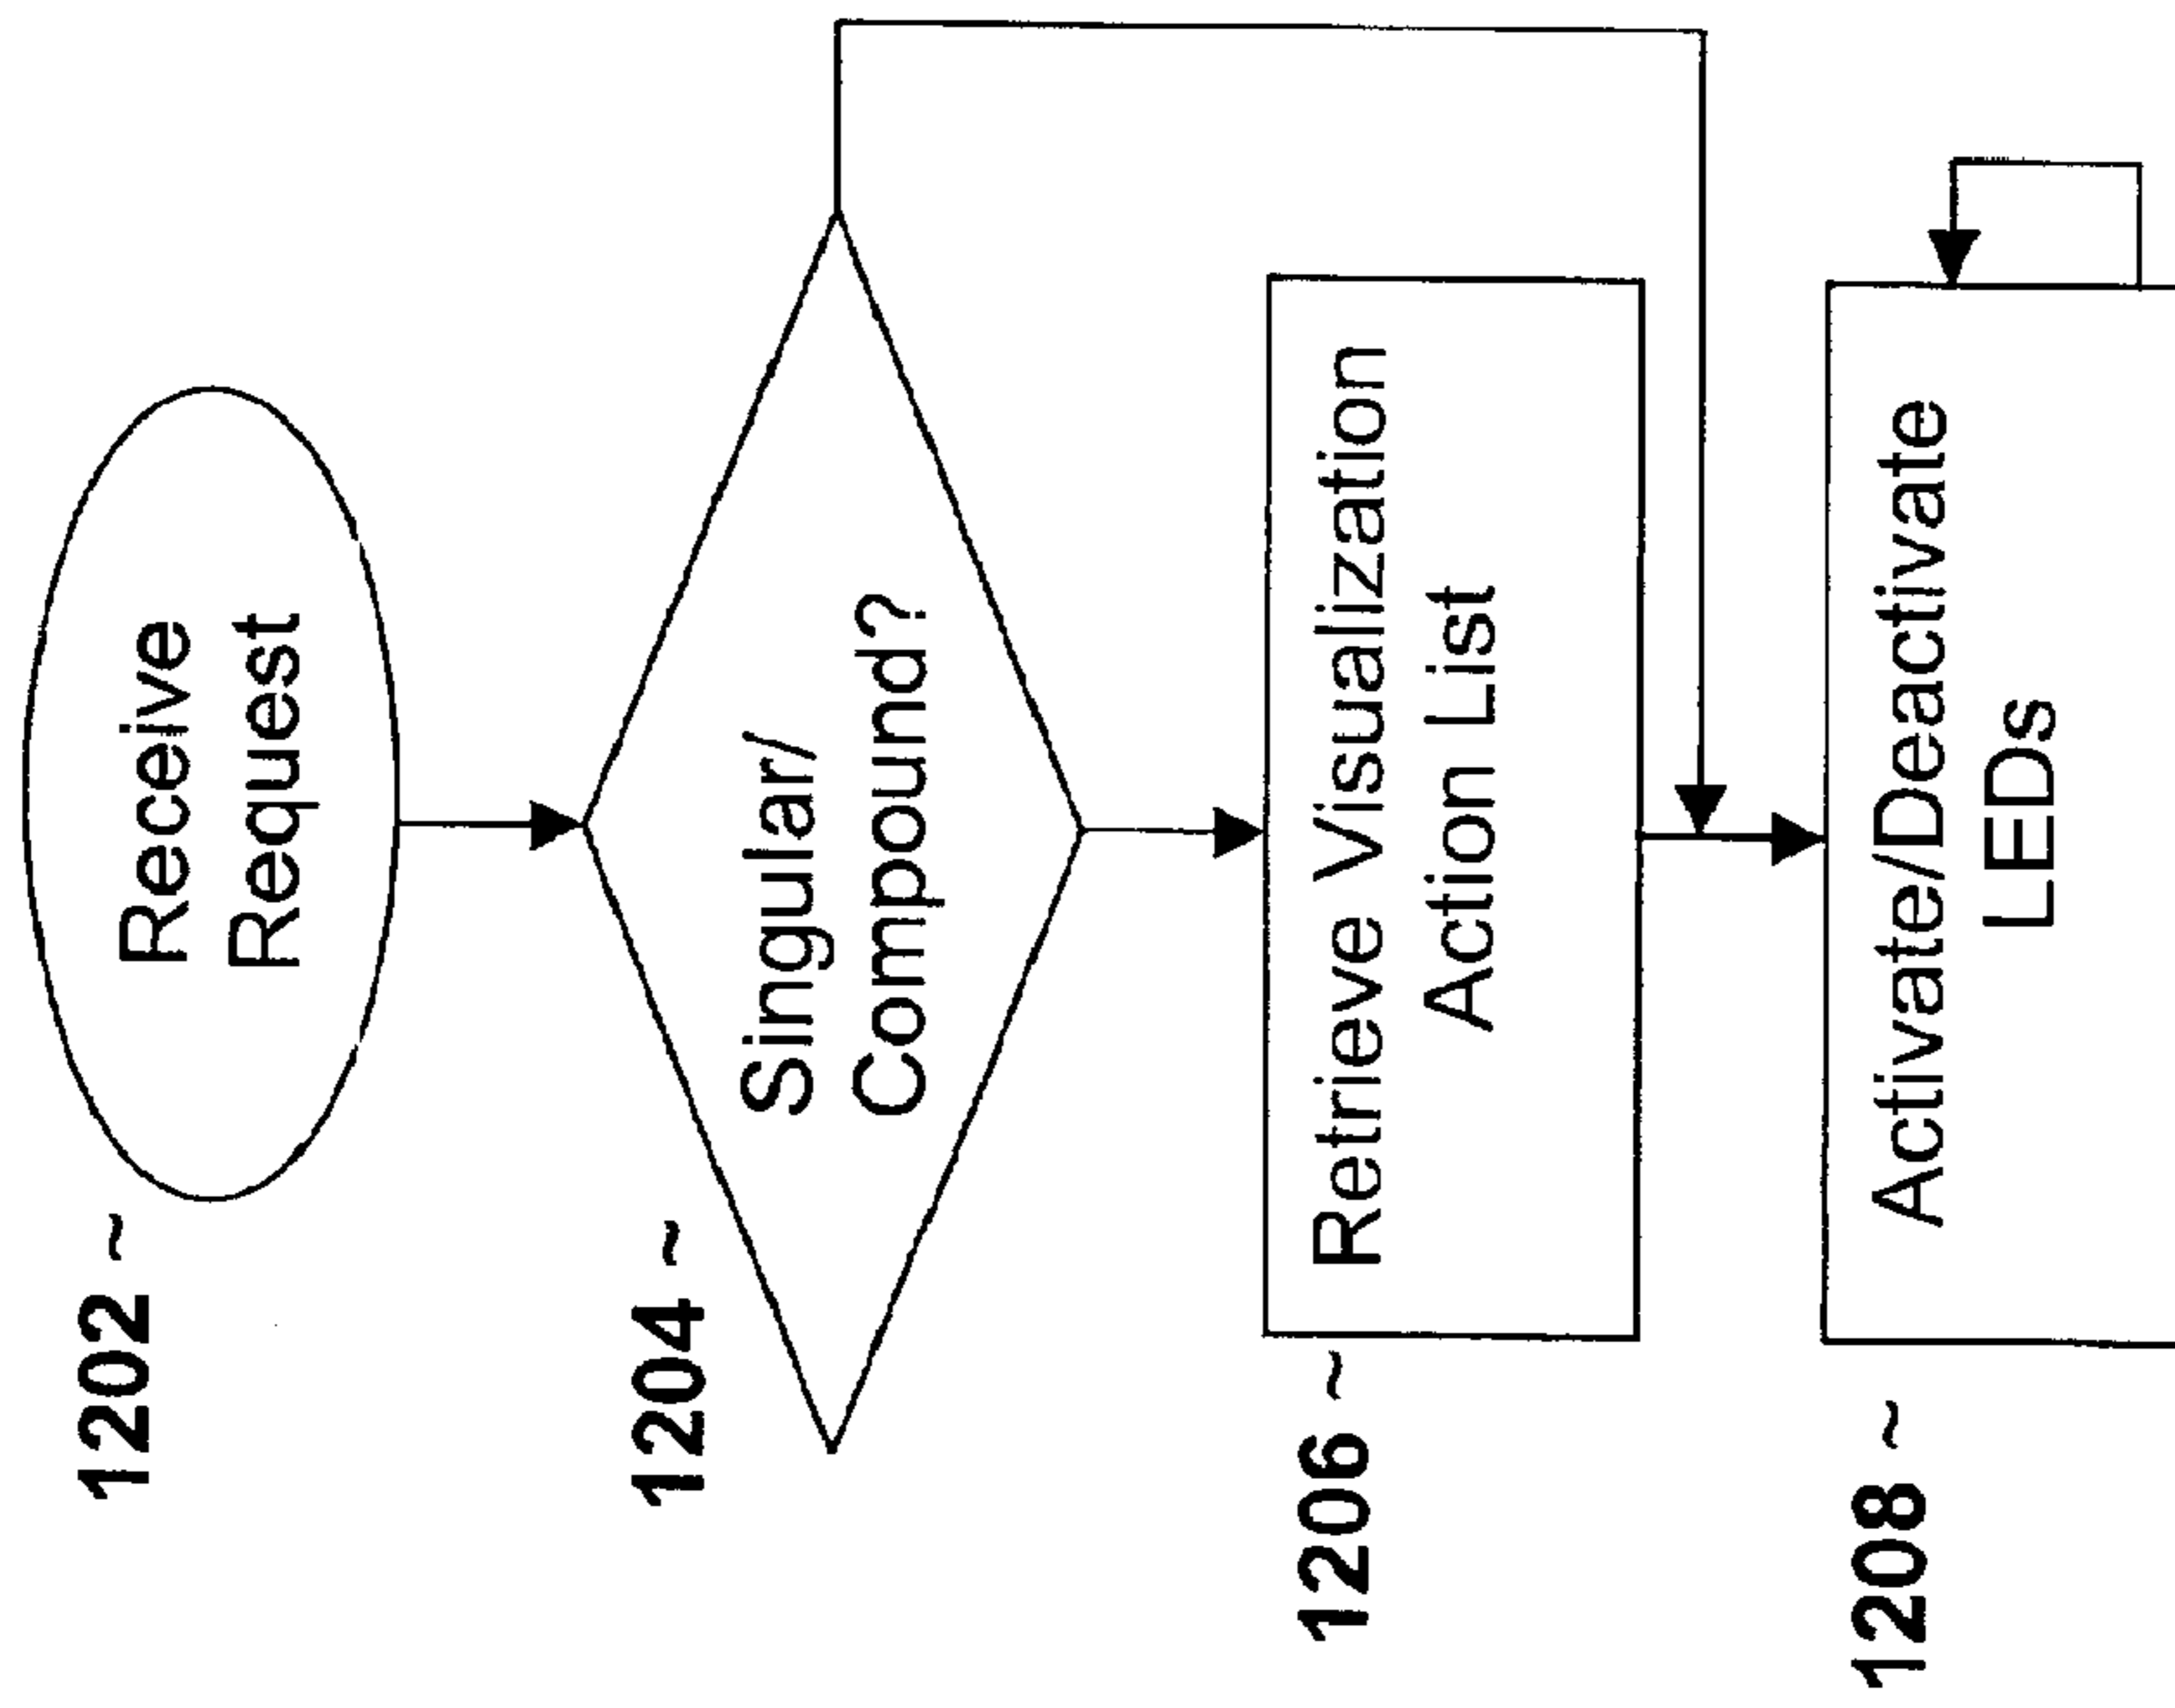 1202 ~
Receive
Request
1204 ~
Singular/
Compound?
1206 ~
Retrieve Visualization
Action List
1208 ~
Activate/Deactivate
LEDs